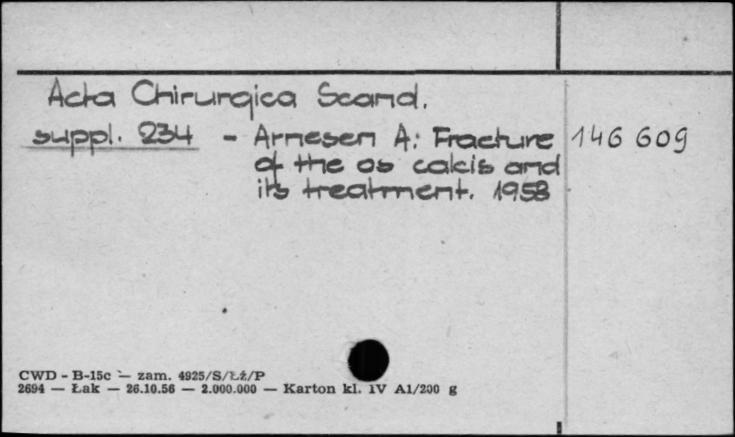 Acta Chirurgica Scand.
suppl. 234 - Arnesen A.: Fracture 146 609
of the os calcis and
its treatment. 1958
CWD - B-15c — zam. 4925/S/Łż/P
2694 — Łak — 26.10.56 — 2.000.000 — Karton kl. IV A1/200 g